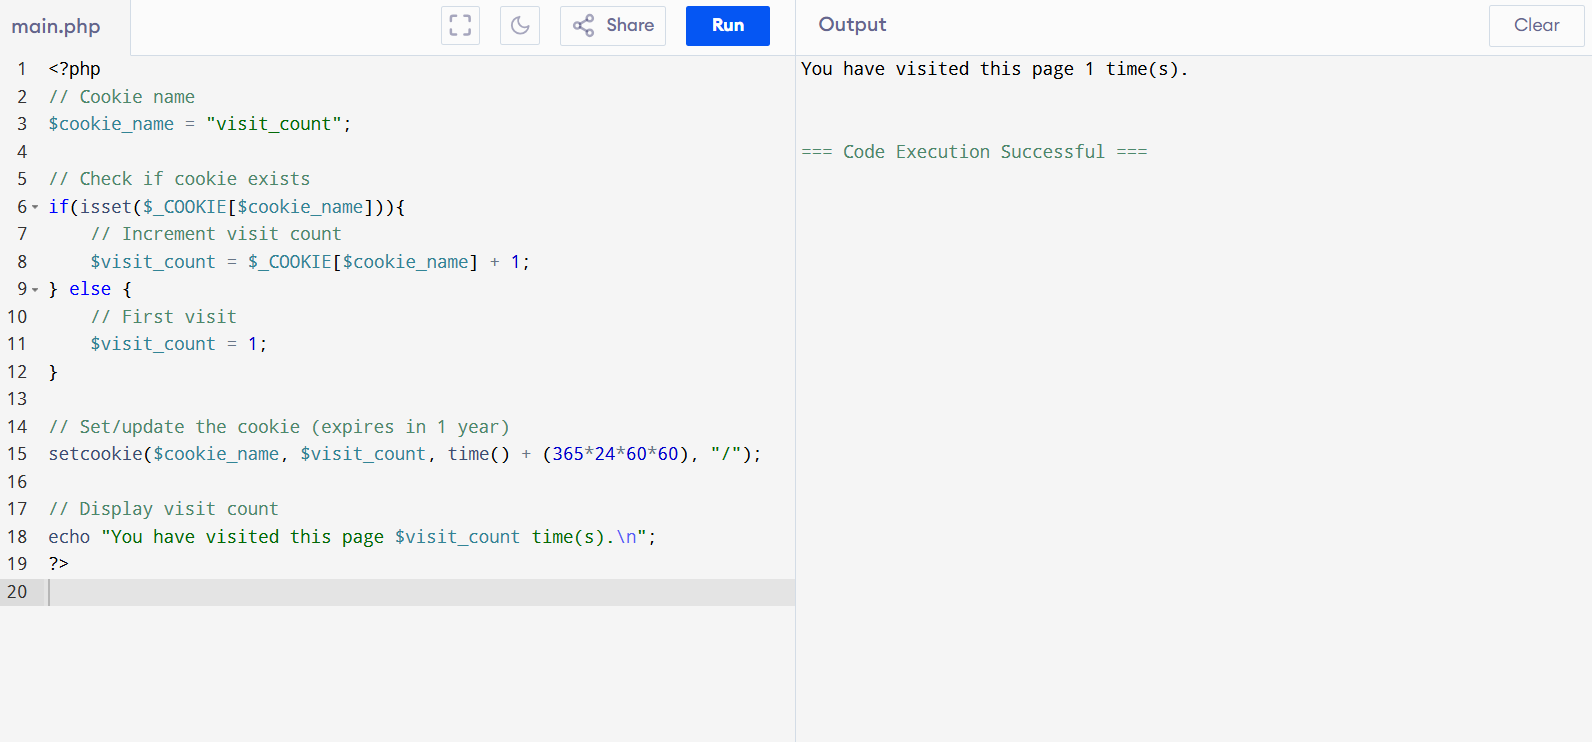 main.php
Share
Run
Output
Clear
1 <?php
2 // Cookie name
3 $cookie_name = "visit_count";
4
5 // Check if cookie exists
6 if(isset($_COOKIE[$cookie_name])){
7     // Increment visit count
8     $visit_count = $_COOKIE[$cookie_name] + 1;
9 } else {
10     // First visit
11     $visit_count = 1;
12 }
13
14 // Set/update the cookie (expires in 1 year)
15 setcookie($cookie_name, $visit_count, time() + (365*24*60*60), "/");
16
17 // Display visit count
18 echo "You have visited this page $visit_count time(s).\n";
19 ?>
20
You have visited this page 1 time(s).
=== Code Execution Successful ===